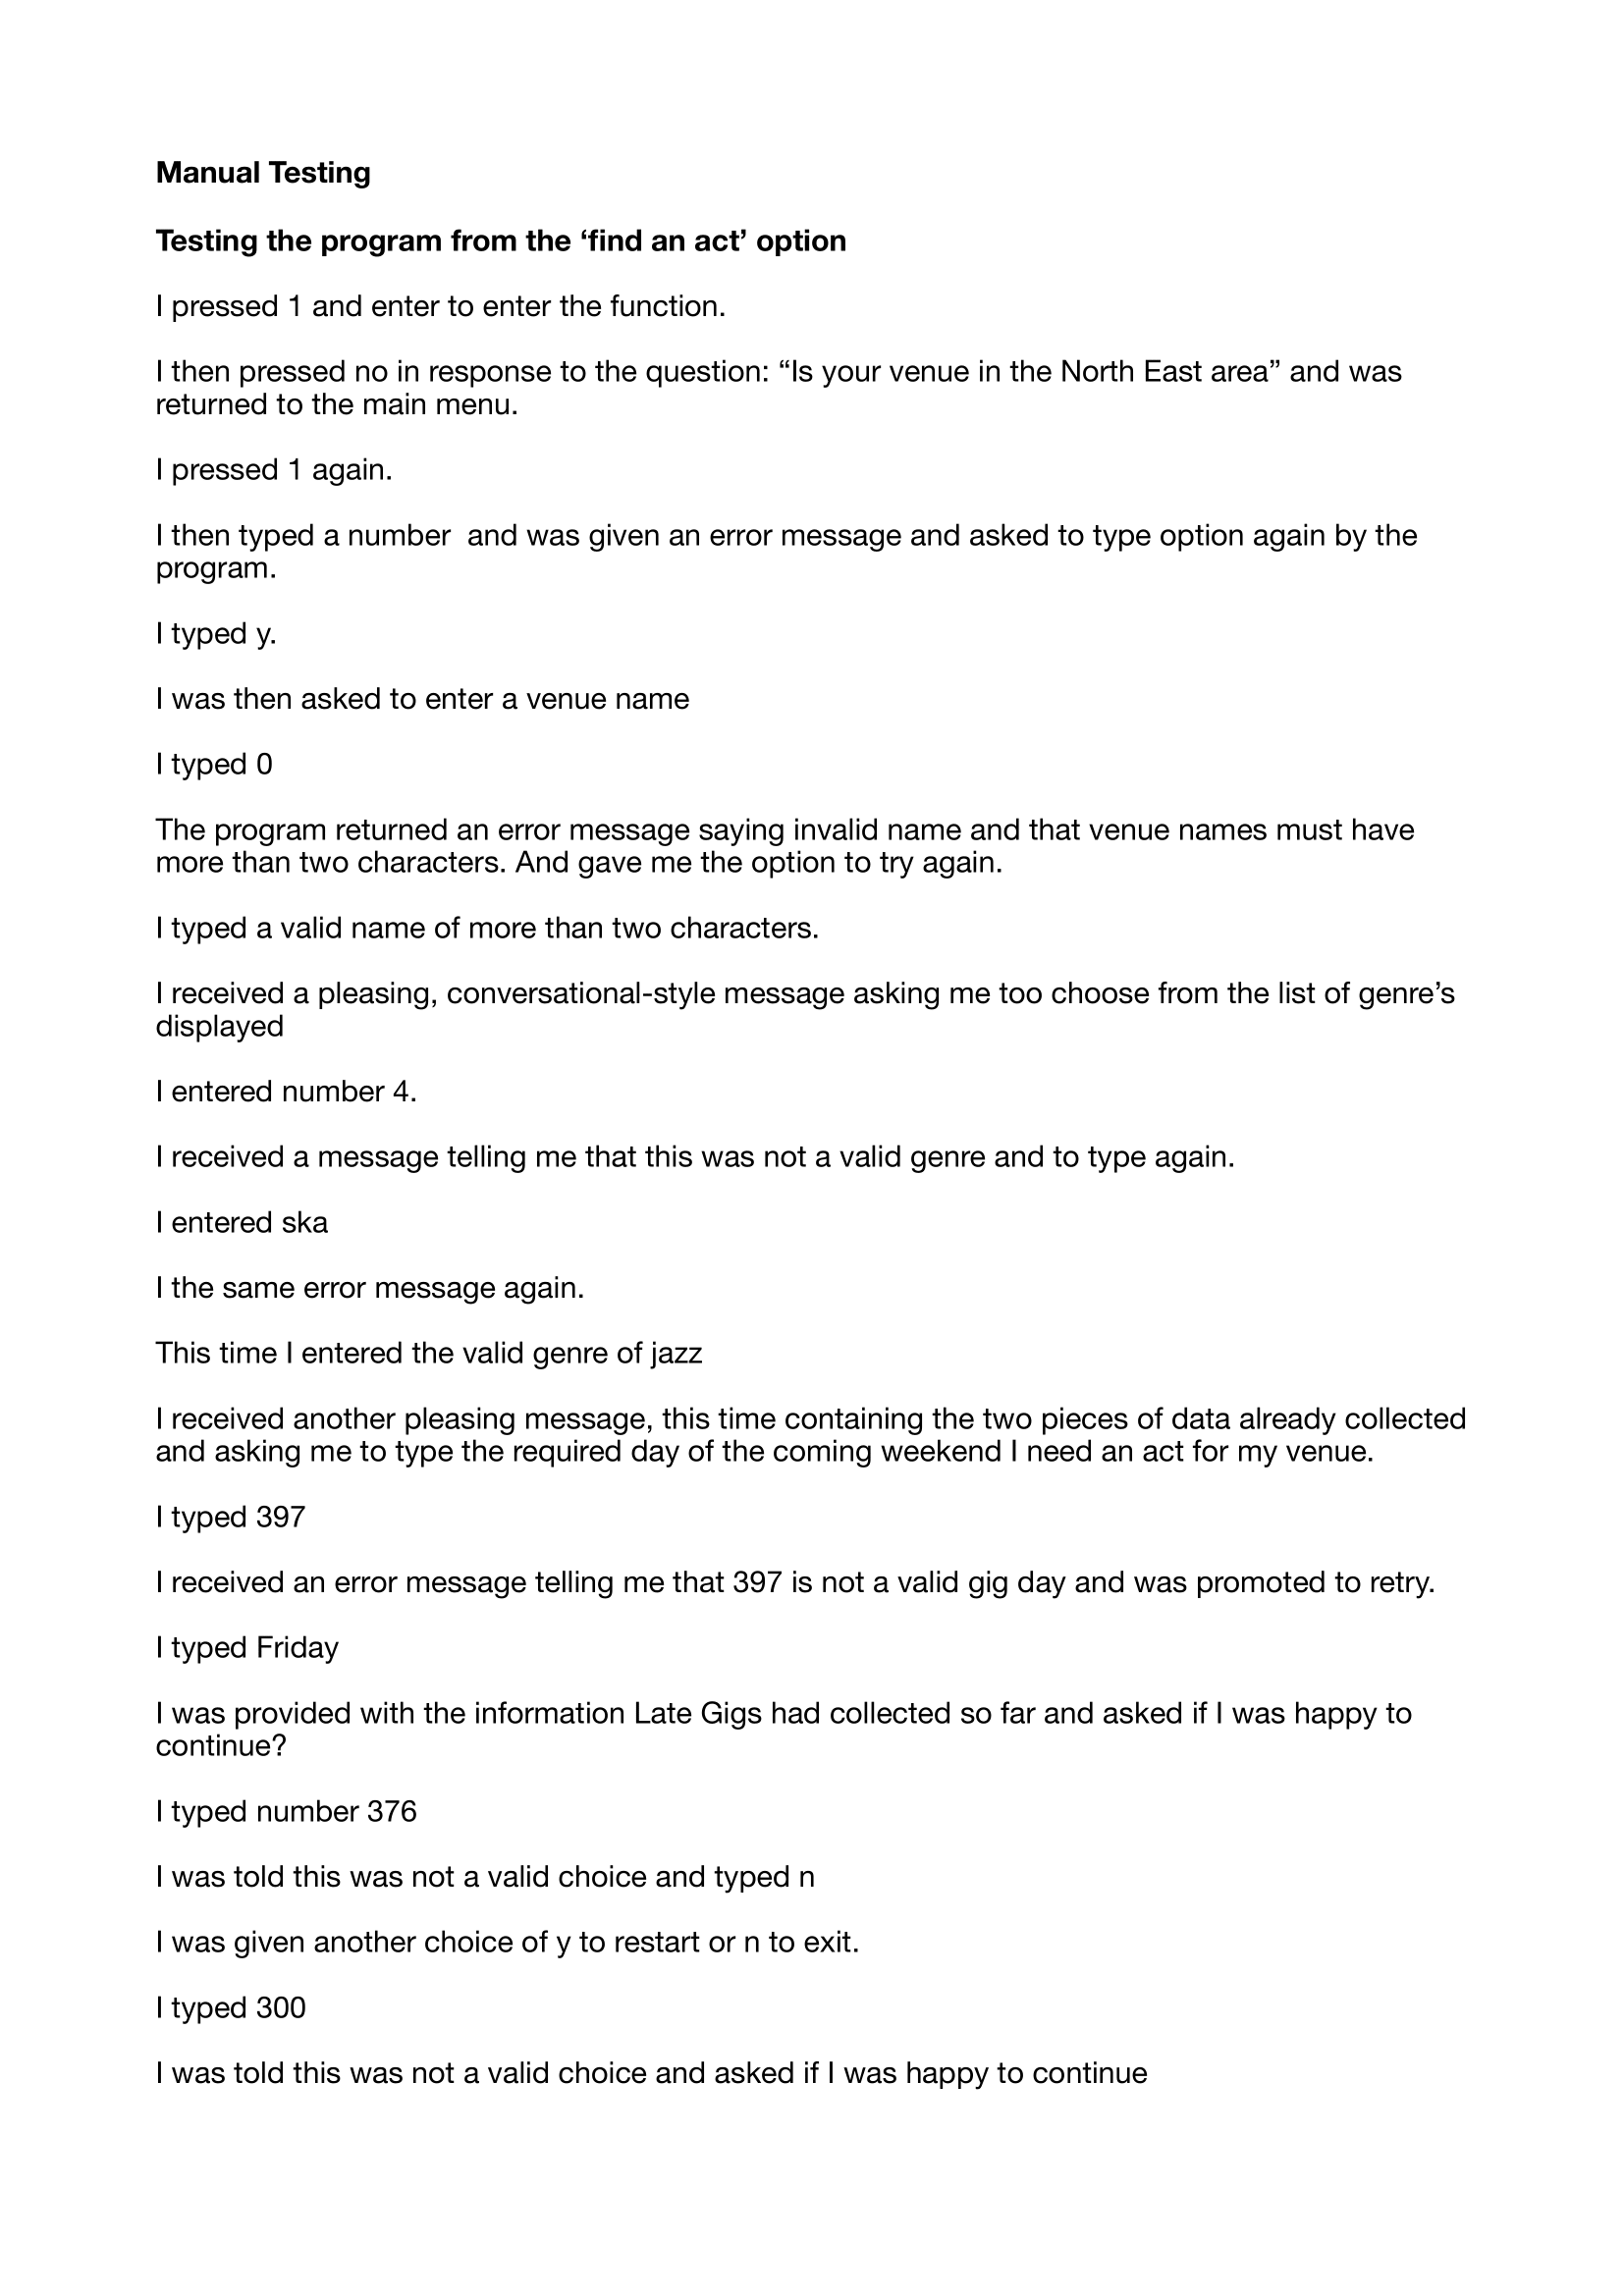 Manual Testing
Testing the program from the ‘find an act’ option
I pressed 1 and enter to enter the function.
I then pressed no in response to the question: “Is your venue in the North East area” and was
returned to the main menu.
I pressed 1 again.
I then typed a number  and was given an error message and asked to type option again by the
program.
I typed y.
I was then asked to enter a venue name
I typed 0
The program returned an error message saying invalid name and that venue names must have
more than two characters. And gave me the option to try again.
I typed a valid name of more than two characters.
I received a pleasing, conversational-style message asking me too choose from the list of genre’s
displayed
I entered number 4.
I received a message telling me that this was not a valid genre and to type again.
I entered ska
I the same error message again.
This time I entered the valid genre of jazz
I received another pleasing message, this time containing the two pieces of data already collected
and asking me to type the required day of the coming weekend I need an act for my venue.
I typed 397
I received an error message telling me that 397 is not a valid gig day and was promoted to retry.
I typed Friday
I was provided with the information Late Gigs had collected so far and asked if I was happy to
continue?
I typed number 376
I was told this was not a valid choice and typed n
I was given another choice of y to restart or n to exit.
I typed 300
I was told this was not a valid choice and asked if I was happy to continue